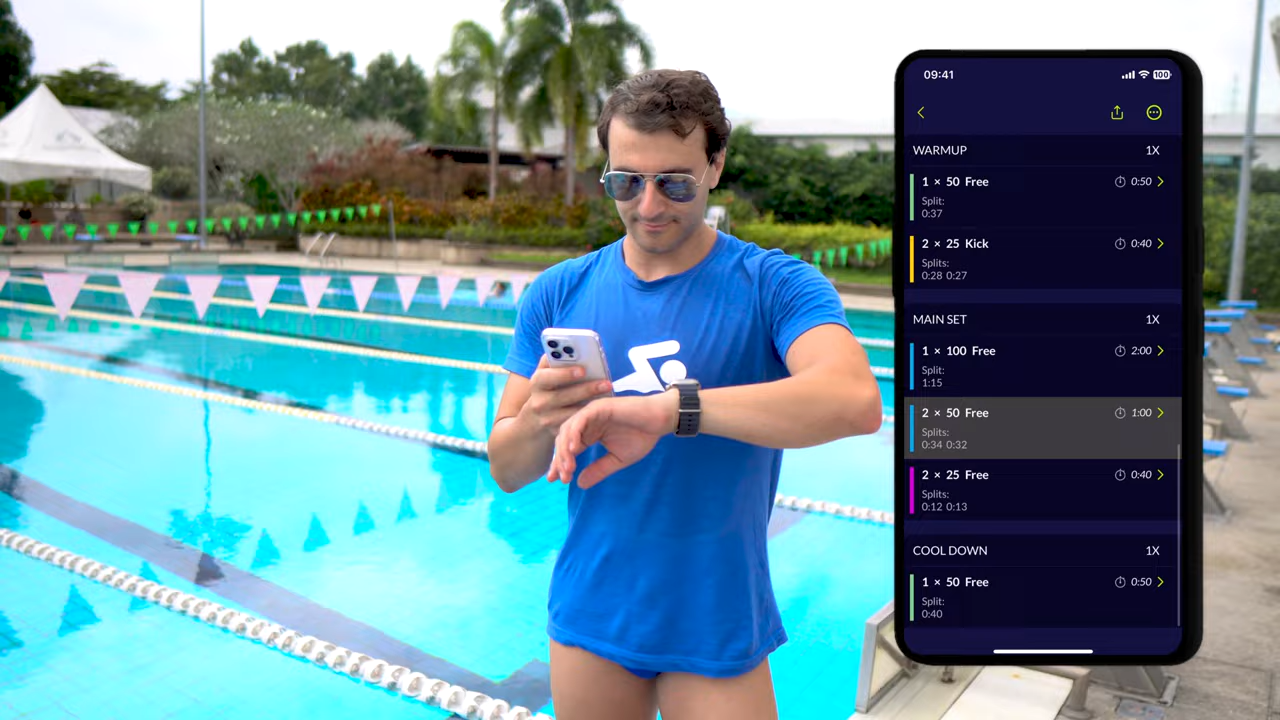 09:41
100
WARMUP 1X
1 × 50 Free 0:50
Split:
0:37
2 × 25 Kick 0:40
Splits:
0:28 0:27
MAIN SET 1X
1 × 100 Free 2:00
Split:
1:15
2 × 50 Free 1:00
Splits:
0:34 0:32
2 × 25 Free 0:40
Splits:
0:12 0:13
COOL DOWN 1X
1 × 50 Free 0:50
Split:
0:40